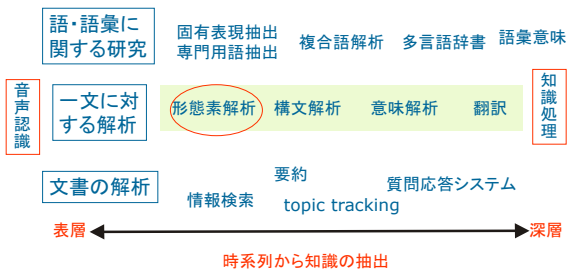 語・語彙に
関する研究
固有表現抽出
専門用語抽出
複合語解析
多言語辞書
語彙意味
音声認識
一文に対
する解析
形態素解析
構文解析
意味解析
翻訳
知識処理
文書の解析
情報検索
要約
topic tracking
質問応答システム
表層
深層
時系列から知識の抽出